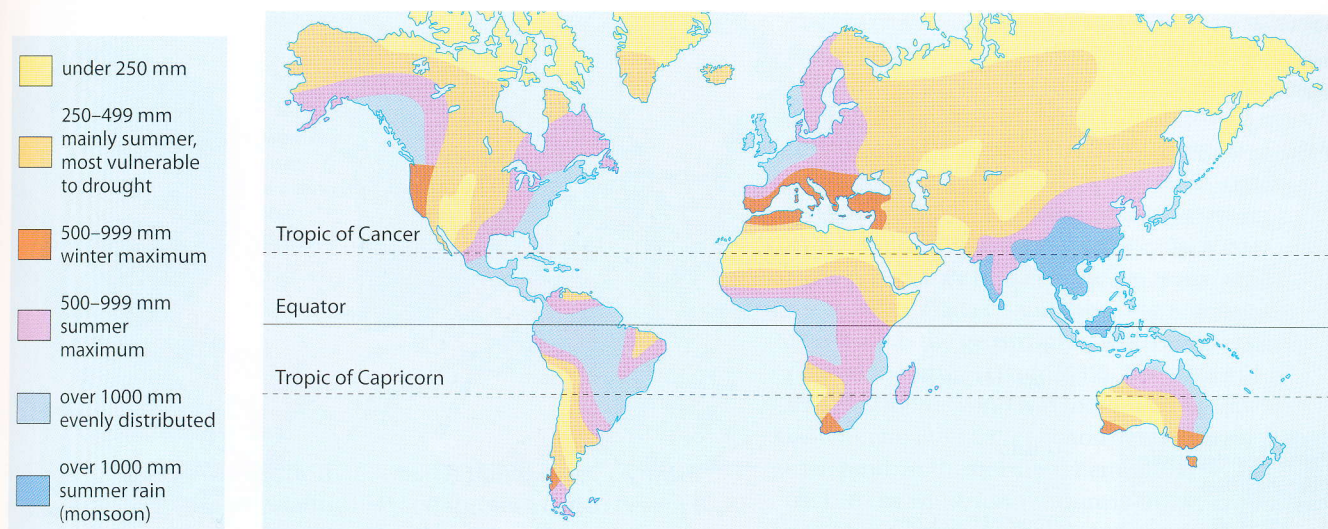 under 250 mm
250–499 mm
mainly summer,
most vulnerable
to drought
500–999 mm
winter maximum
500–999 mm
summer
maximum
over 1000 mm
evenly distributed
over 1000 mm
summer rain
(monsoon)
Tropic of Cancer
Equator
Tropic of Capricorn